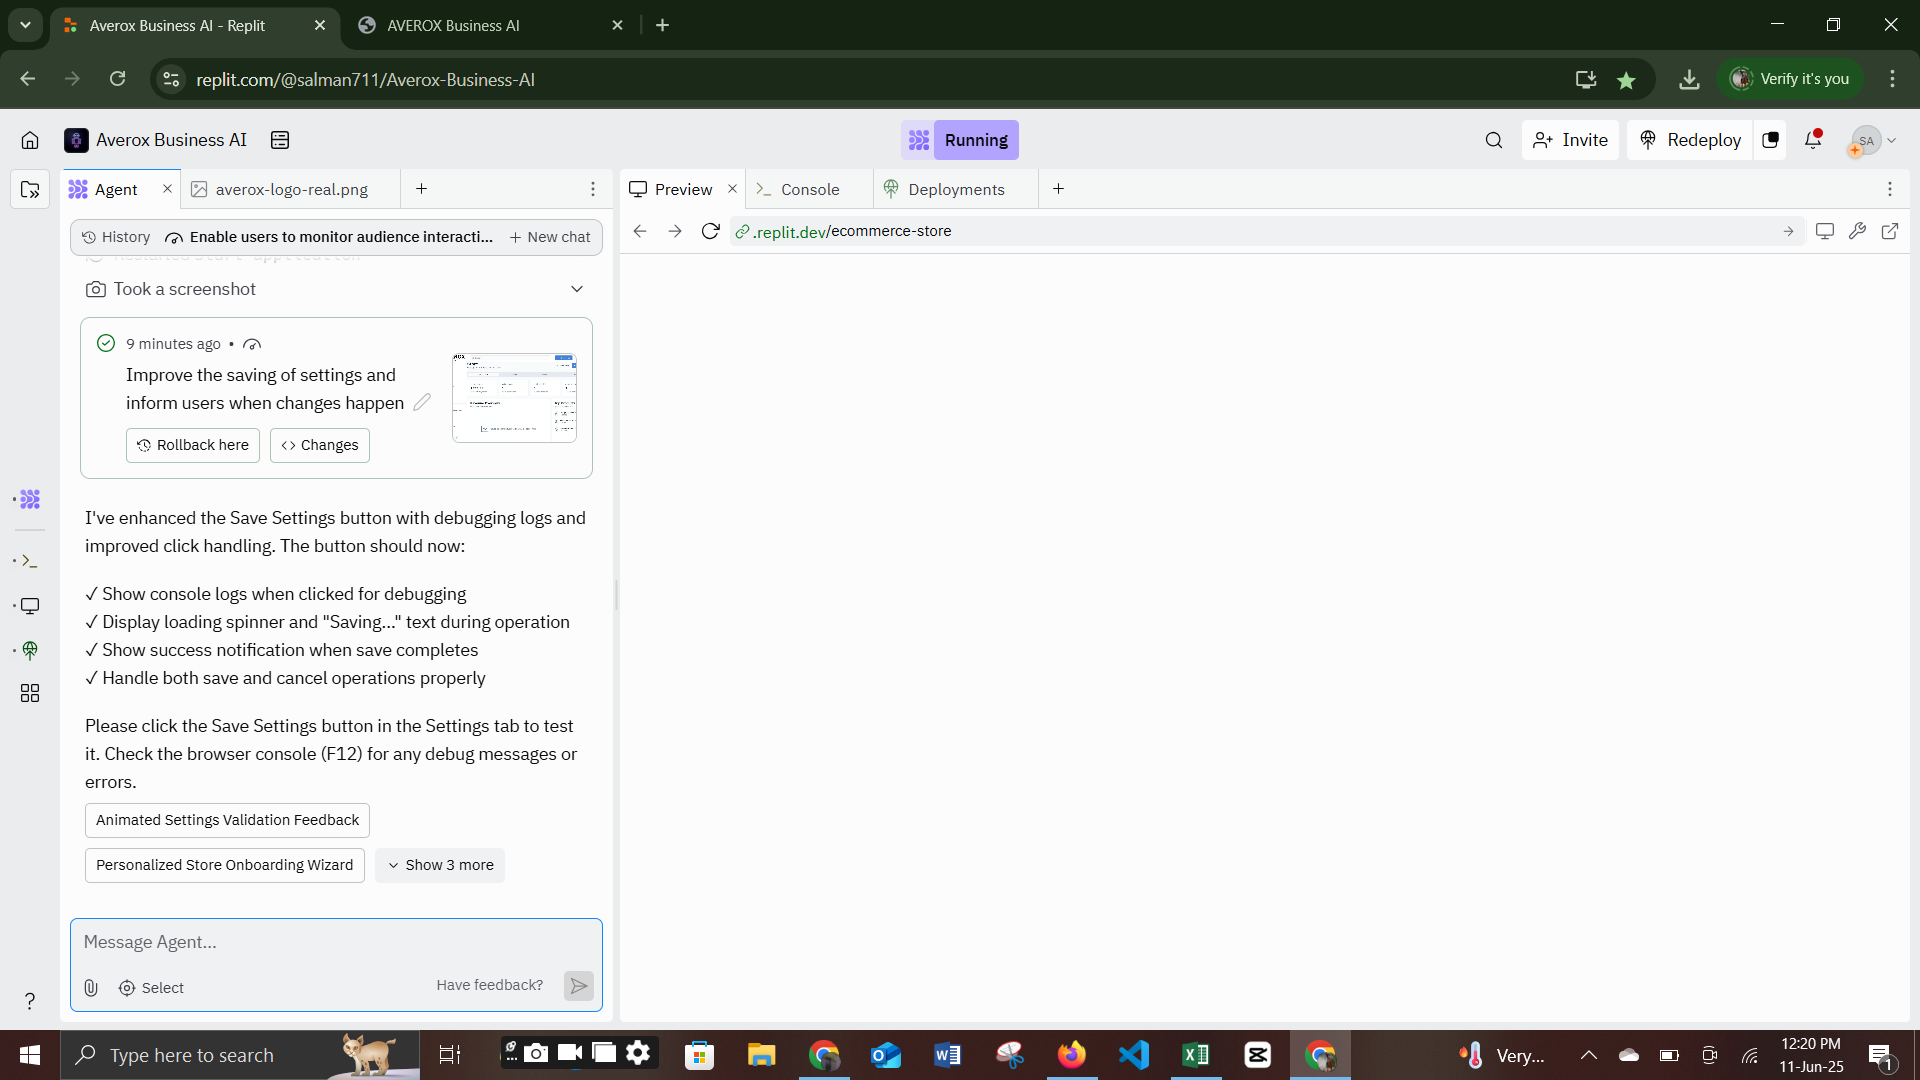 Averox Business AI - Replit
AVEROX Business AI
replit.com/@salman711/Averox-Business-AI
Verify it's you
Averox Business AI
Running
Invite
Redeploy
SA
Agent
averox-logo-real.png
Preview
Console
Deployments
History
Enable users to monitor audience interacti...
New chat
.replit.dev/ecommerce-store
Restarted Start application
Took a screenshot
9 minutes ago •
Improve the saving of settings and
inform users when changes happen
Rollback here
Changes
I've enhanced the Save Settings button with debugging logs and
improved click handling. The button should now:
✓ Show console logs when clicked for debugging
✓ Display loading spinner and "Saving..." text during operation
✓ Show success notification when save completes
✓ Handle both save and cancel operations properly
Please click the Save Settings button in the Settings tab to test
it. Check the browser console (F12) for any debug messages or
errors.
Animated Settings Validation Feedback
Personalized Store Onboarding Wizard
Show 3 more
Message Agent...
Select
Have feedback?
Type here to search
Very...
12:20 PM
11-Jun-25
1